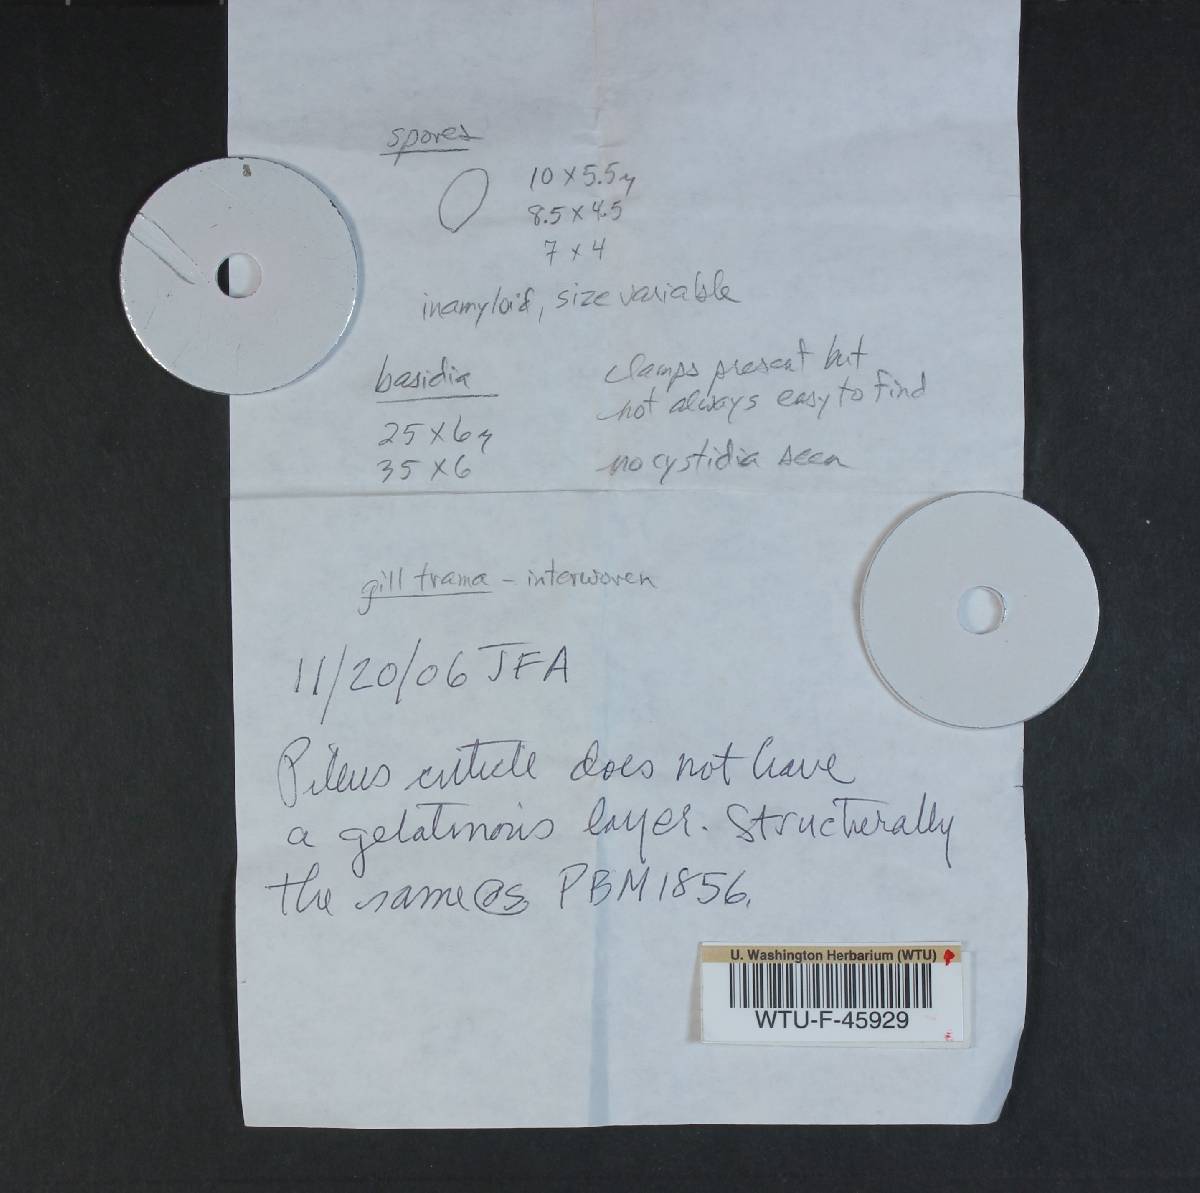 spores
10 x 5.5μ
8.5 x 4.5
7 x 4
inamyloid, size variable
basidia
25 x 6μ
35 x 6
clamps present but
not always easy to find
no cystidia seen
gill trama - interwoven
11/20/06 JFA
Pileus cuticle does not have
a gelatinous layer. Structurally
the same as PBM1856.
U. Washington Herbarium (WTU)
WTU-F-45929